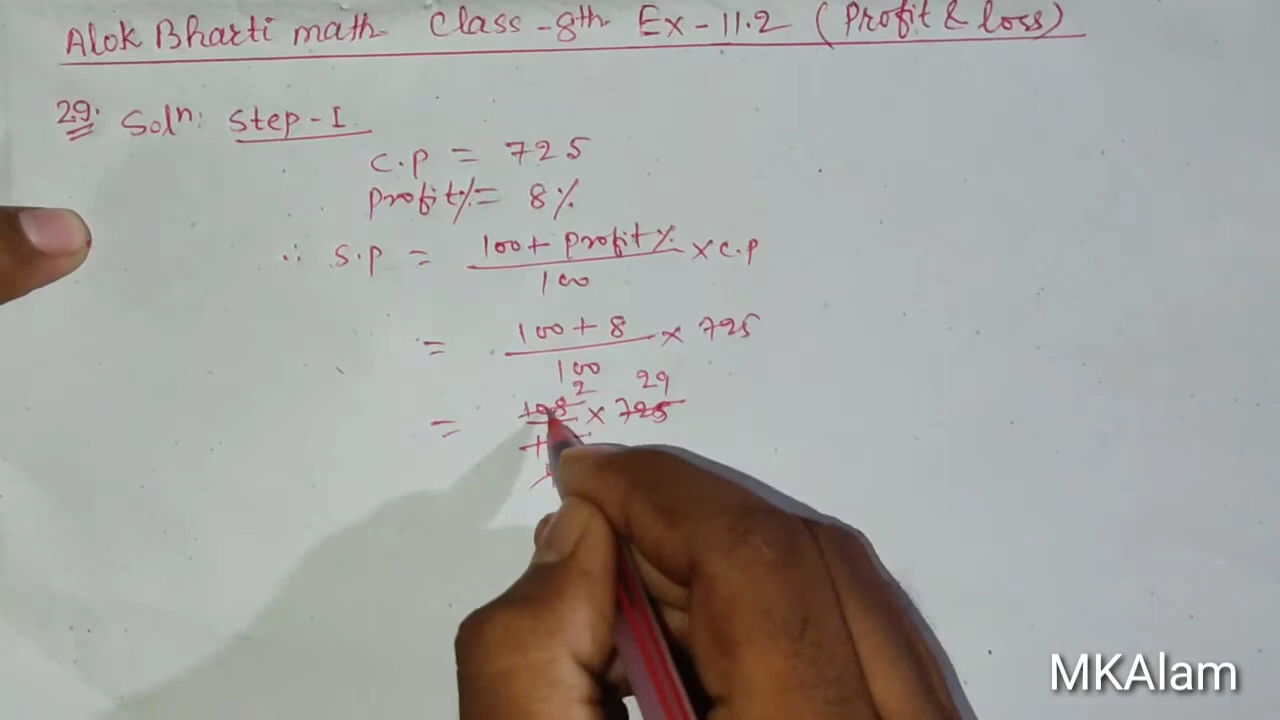 Alok Bharti math Class-8th Ex-11.2 (Profit & loss)
29. Solⁿ: Step-I
C.P = 725
Profit% = 8%
∴ S.P = 100 + Profit% / 100 × C.P
= 100 + 8 / 100 × 725
2 29
= 108 × 725
MKAlam